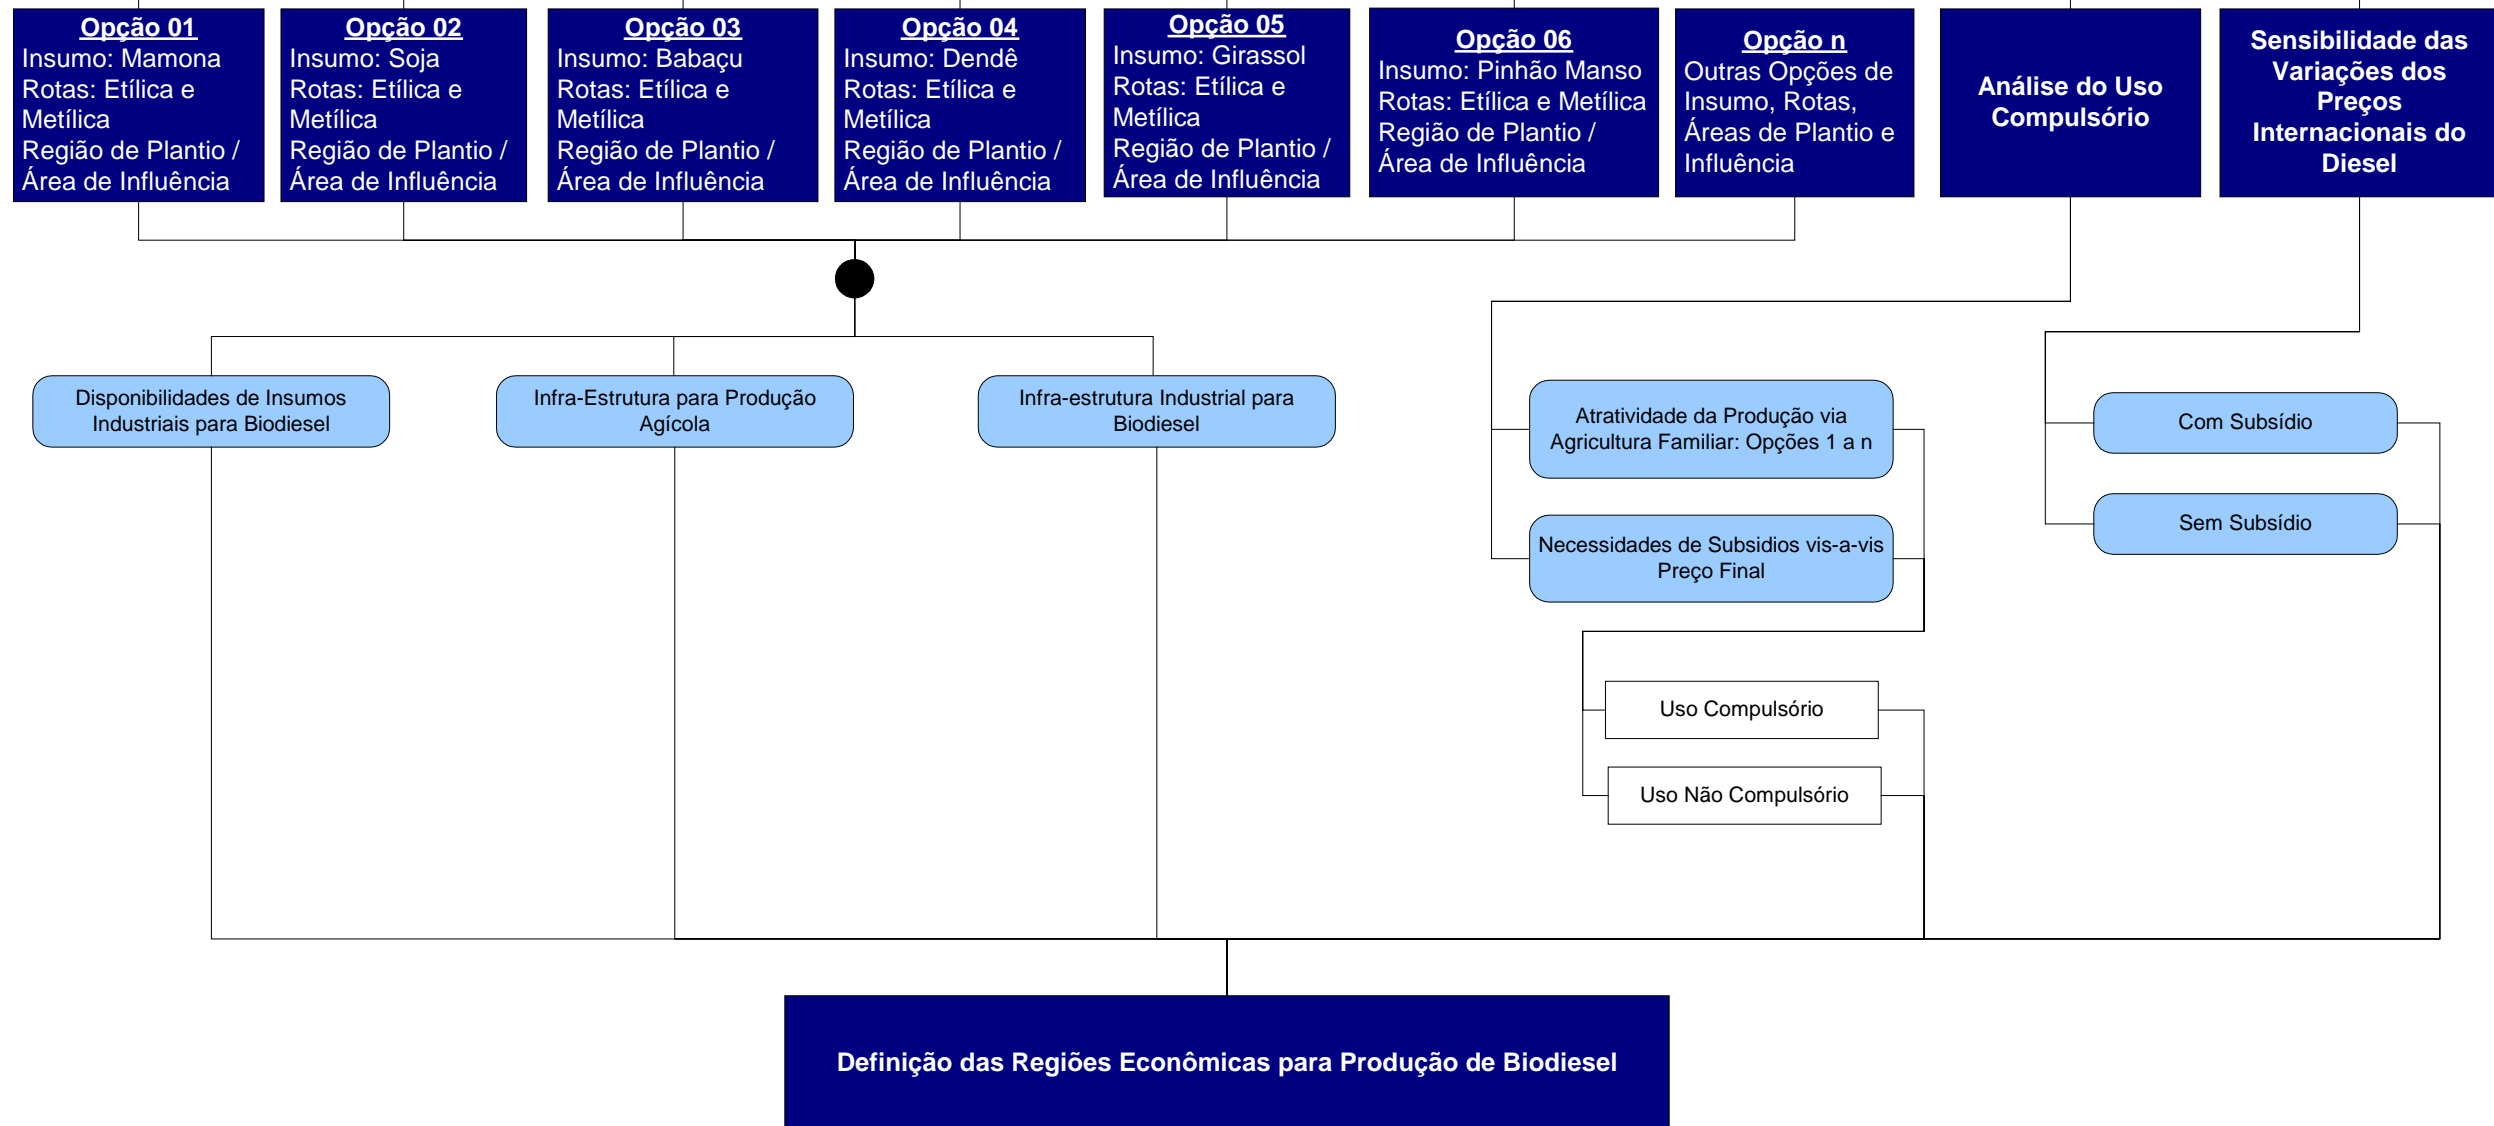 Opção 01
Insumo: Mamona
Rotas: Etílica e
Metílica
Região de Plantio /
Área de Influência
Opção 02
Insumo: Soja
Rotas: Etílica e
Metílica
Região de Plantio /
Área de Influência
Opção 03
Insumo: Babaçu
Rotas: Etílica e
Metílica
Região de Plantio /
Área de Influência
Opção 04
Insumo: Dendê
Rotas: Etílica e
Metílica
Região de Plantio /
Área de Influência
Opção 05
Insumo: Girassol
Rotas: Etílica e
Metílica
Região de Plantio /
Área de Influência
Opção 06
Insumo: Pinhão Manso
Rotas: Etílica e Metílica
Região de Plantio /
Área de Influência
Opção n
Outras Opções de
Insumo, Rotas,
Áreas de Plantio e
Influência
Análise do Uso
Compulsório
Sensibilidade das
Variações dos
Preços
Internacionais do
Diesel
Disponibilidades de Insumos
Industriais para Biodiesel
Infra-Estrutura para Produção
Agícola
Infra-estrutura Industrial para
Biodiesel
Atratividade da Produção via
Agricultura Familiar: Opções 1 a n
Com Subsídio
Necessidades de Subsidios vis-a-vis
Preço Final
Sem Subsídio
Uso Compulsório
Uso Não Compulsório
Definição das Regiões Econômicas para Produção de Biodiesel